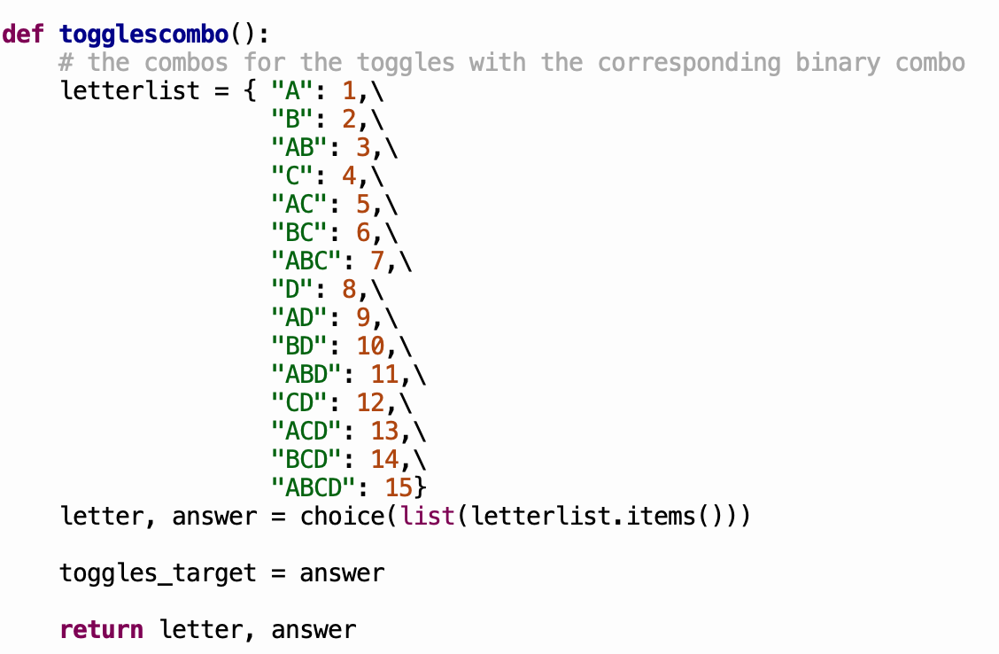 def togglescombo():
    # the combos for the toggles with the corresponding binary combo
    letterlist = { "A": 1,\
                   "B": 2,\
                   "AB": 3,\
                   "C": 4,\
                   "AC": 5,\
                   "BC": 6,\
                   "ABC": 7,\
                   "D": 8,\
                   "AD": 9,\
                   "BD": 10,\
                   "ABD": 11,\
                   "CD": 12,\
                   "ACD": 13,\
                   "BCD": 14,\
                   "ABCD": 15}
    letter, answer = choice(list(letterlist.items()))
    toggles_target = answer
    return letter, answer